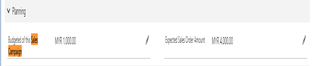 Planning
Budgeted of the Sales Campaign MYR 1,000.00
Expected Sales Order Amount MYR 4,000.00